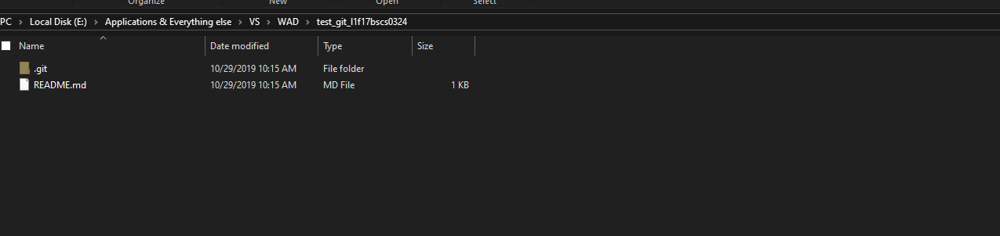 Organize New Open Select
PC > Local Disk (E:) > Applications & Everything else > VS > WAD > test_git_l1f17bscs0324
Name Date modified Type Size
.git 10/29/2019 10:15 AM File folder
README.md 10/29/2019 10:15 AM MD File 1 KB